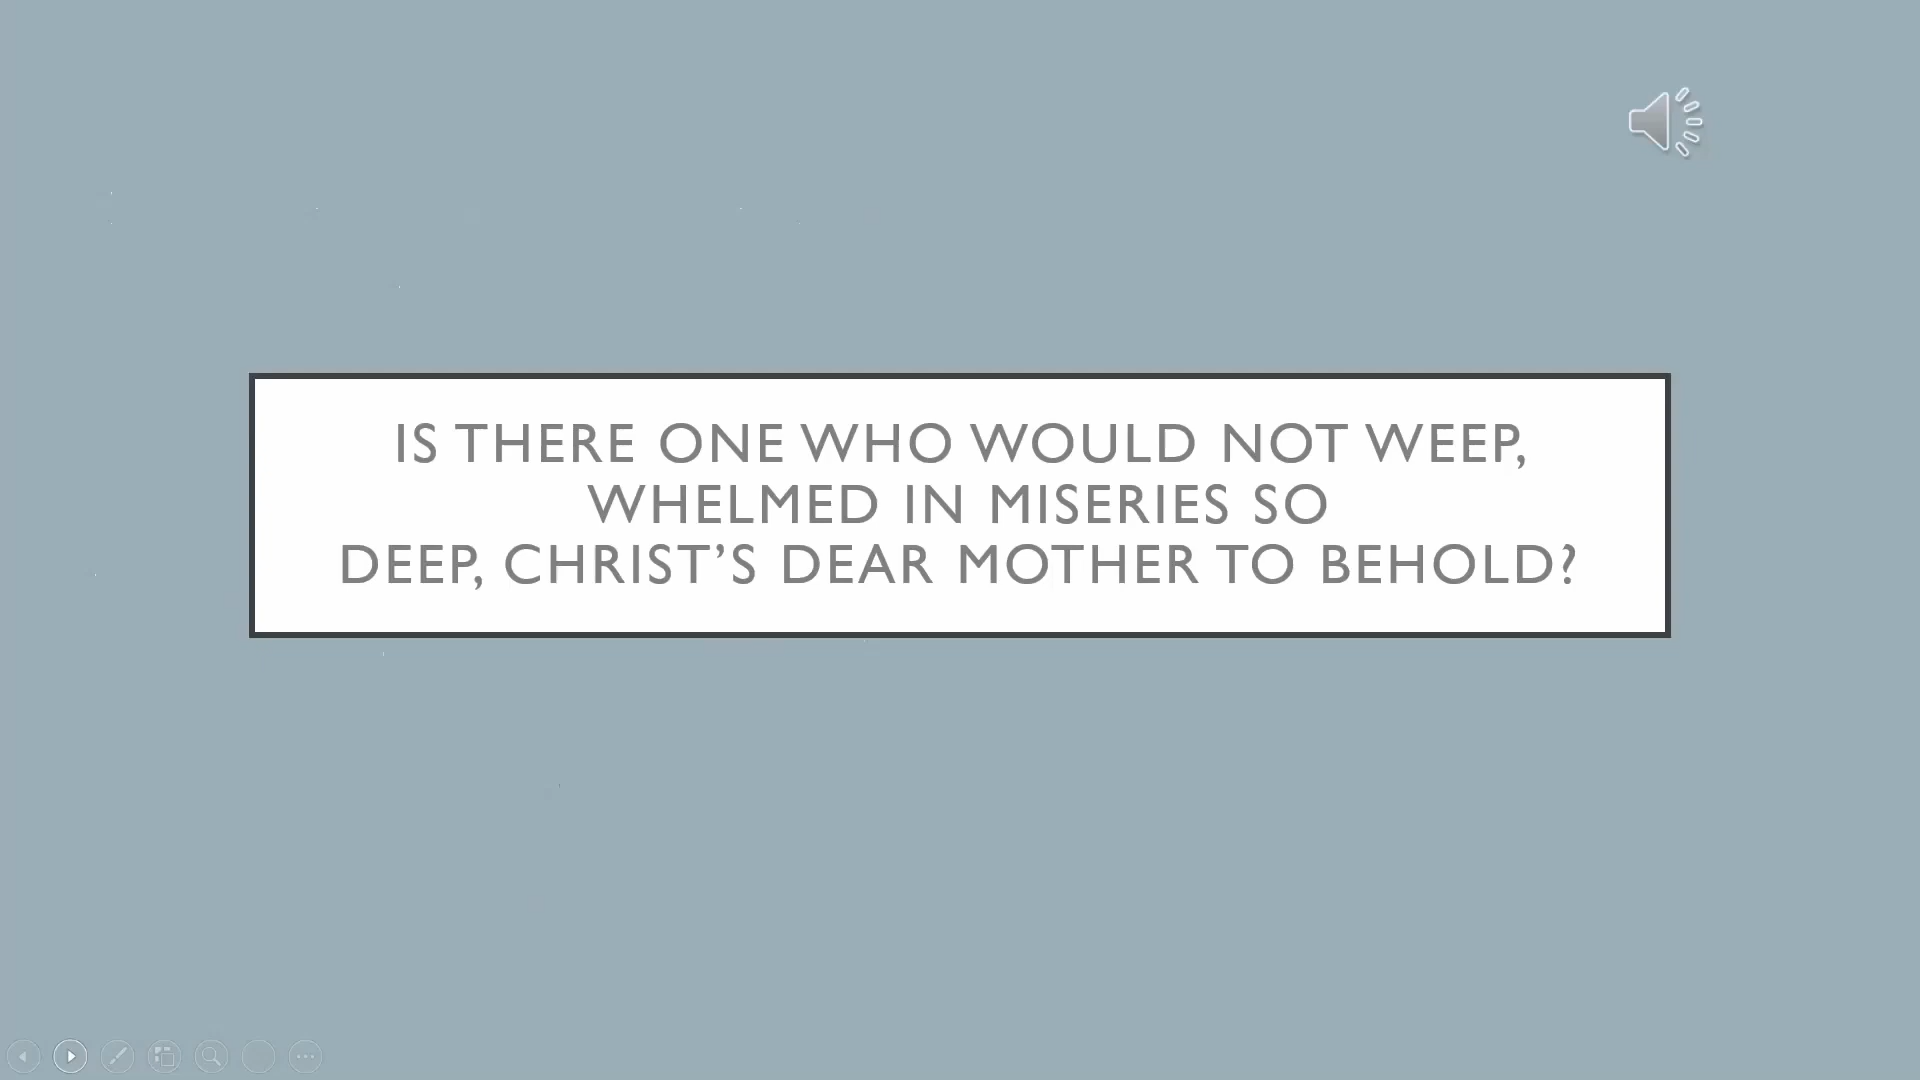 IS THERE ONE WHO WOULD NOT WEEP,
WHELMED IN MISERIES SO
DEEP, CHRIST’S DEAR MOTHER TO BEHOLD?